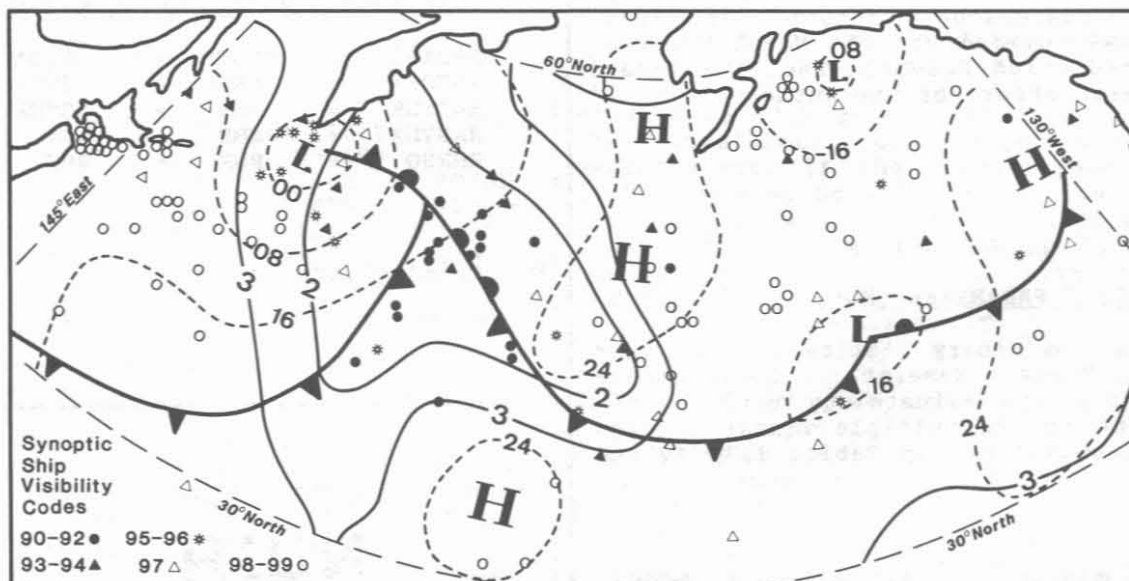 08
L
60°North
H
130°West
16
L
H
00
145° East
08
H
3
2
16
L
24
16
2
3
24
24
3
H
Synoptic
Ship
Visibility
Codes
30°North
30°North
90-92 95-96
93-94 97 98-99